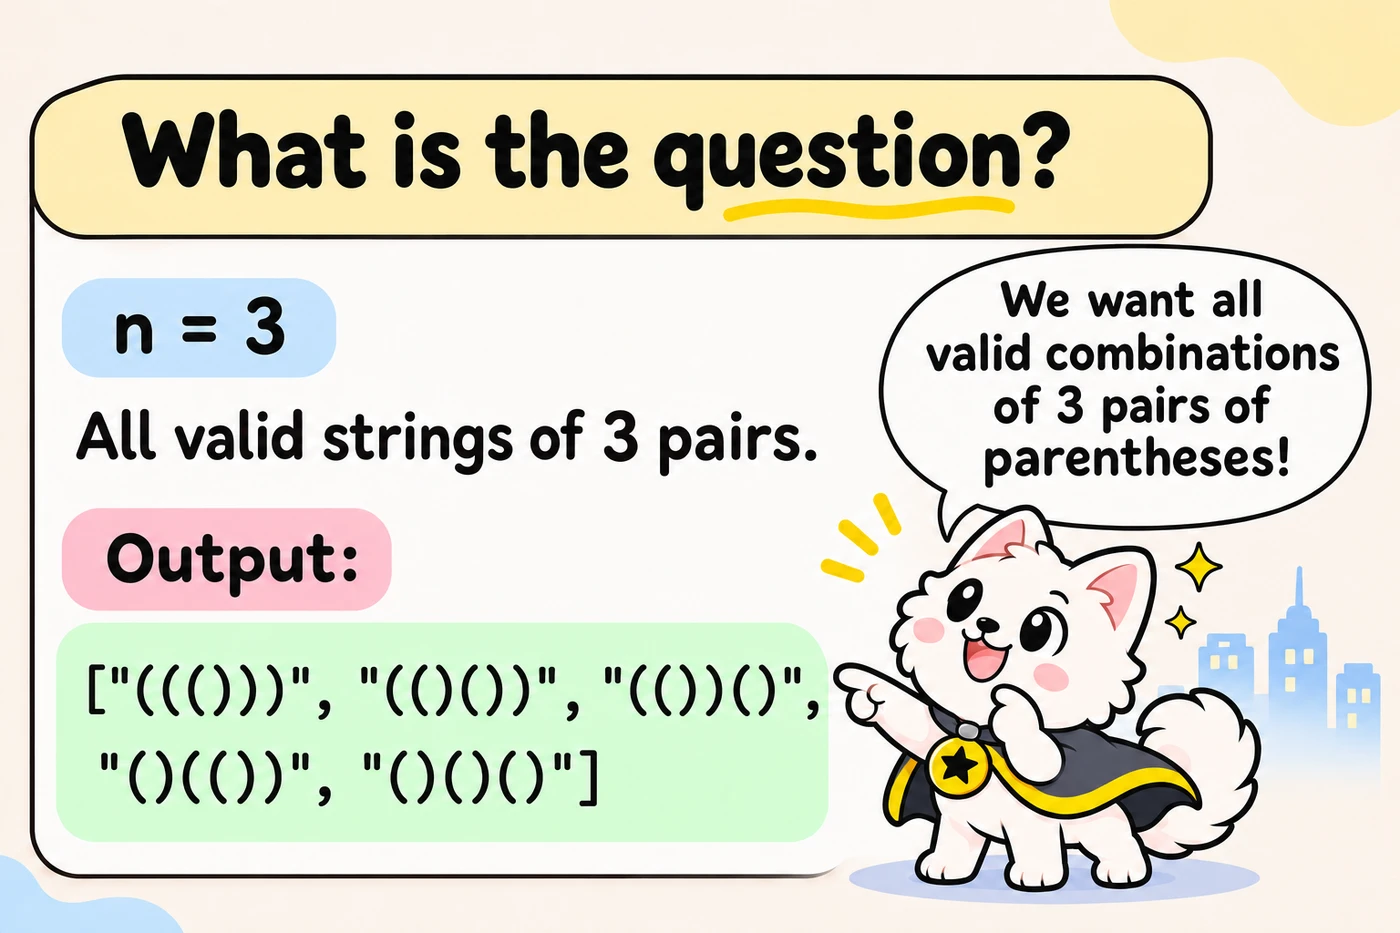 What is the question?
n = 3
All valid strings of 3 pairs.
Output:
["((()))", "(()())", "(())()",
"()(())", "()()()"]
We want all
valid combinations
of 3 pairs of
parentheses!